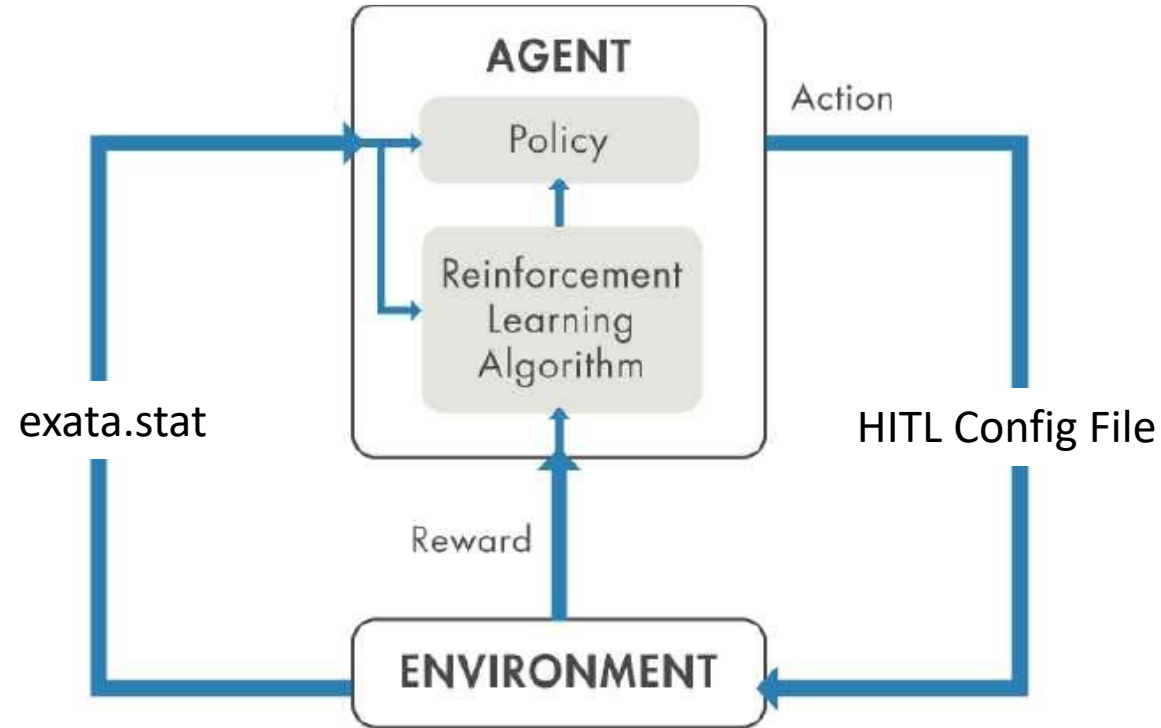 AGENT
Action
Policy
Reinforcement
Learning
Algorithm
exata.stat
HITL Config File
Reward
ENVIRONMENT